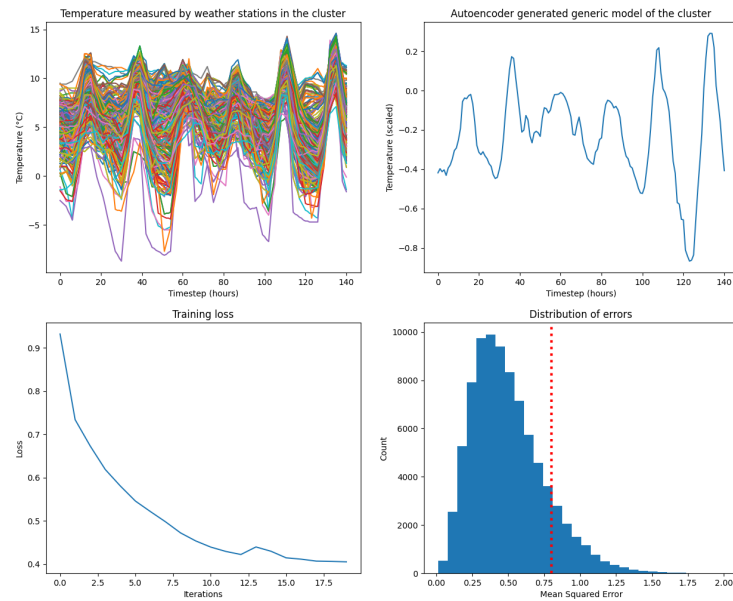 Temperature measured by weather stations in the cluster
Temperature (°C)
15
10
5
0
−5
0 20 40 60 80 100 120 140
Timestep (hours)
Autoencoder generated generic model of the cluster
Temperature (scaled)
0.2
0.0
−0.2
−0.4
−0.6
−0.8
0 20 40 60 80 100 120 140
Timestep (hours)
Training loss
Loss
0.9
0.8
0.7
0.6
0.5
0.4
0.0 2.5 5.0 7.5 10.0 12.5 15.0 17.5
Iterations
Distribution of errors
Count
10000
8000
6000
4000
2000
0
0.00 0.25 0.50 0.75 1.00 1.25 1.50 1.75 2.00
Mean Squared Error